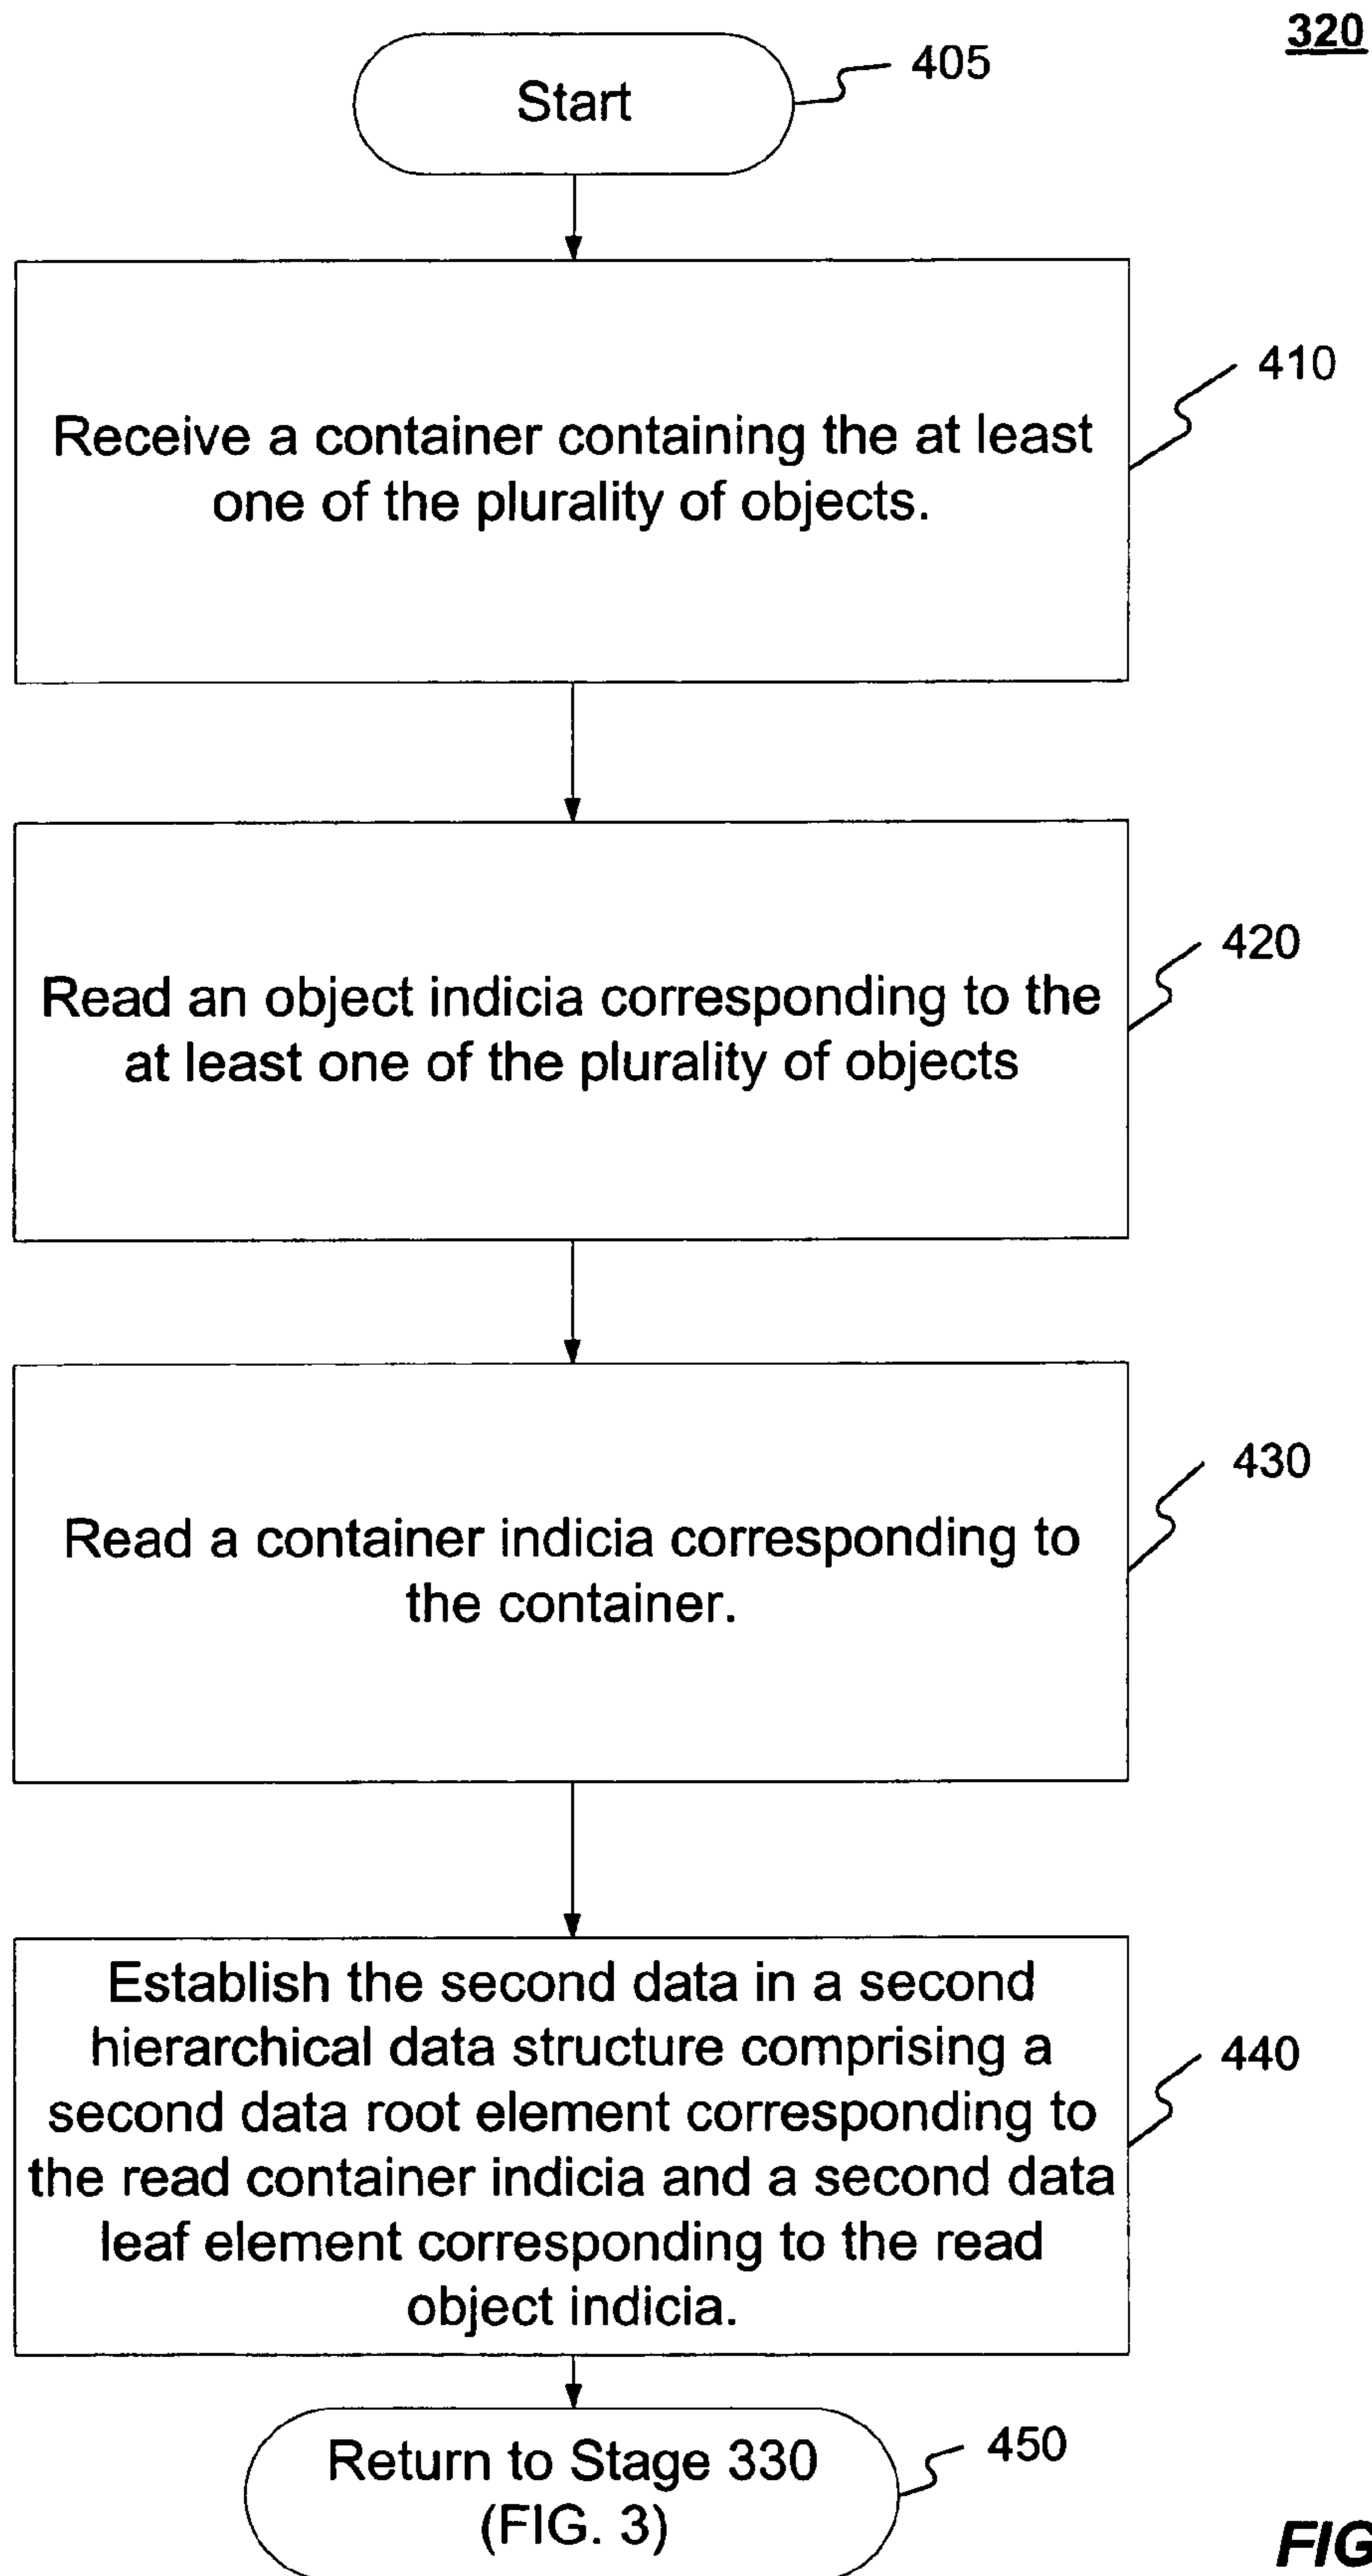 320
Start
405
Receive a container containing the at least
one of the plurality of objects.
410
Read an object indicia corresponding to the
at least one of the plurality of objects
420
Read a container indicia corresponding to
the container.
430
Establish the second data in a second
hierarchical data structure comprising a
second data root element corresponding to
the read container indicia and a second data
leaf element corresponding to the read
object indicia.
440
Return to Stage 330
(FIG. 3)
450
FIG